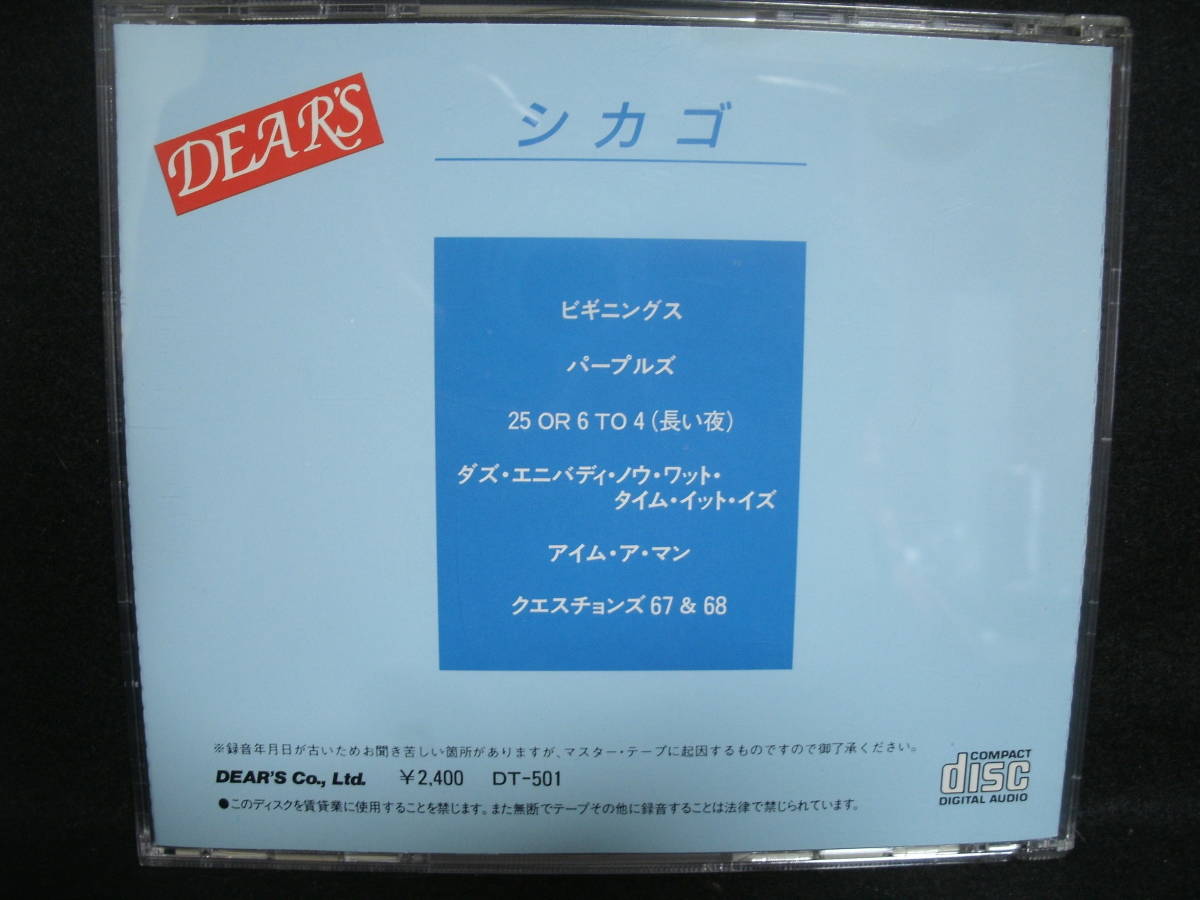 DEAR'S
シカゴ
ビギニングス
パープルズ
25 OR 6 TO 4(長い夜)
ダズ・エニバディ・ノウ・ワット・
タイム・イット・イズ
アイム・ア・マン
クエスチョンズ 67 & 68
※録音年月日が古いためお聞き苦しい箇所がありますが、マスター・テープに起因するものですので御了承ください。
DEAR'S Co., Ltd. ¥2,400 DT-501
●このディスクを賃貸業に使用することを禁じます。また無断でテープその他に録音することは法律で禁じられています。
COMPACT
disc
DIGITAL AUDIO